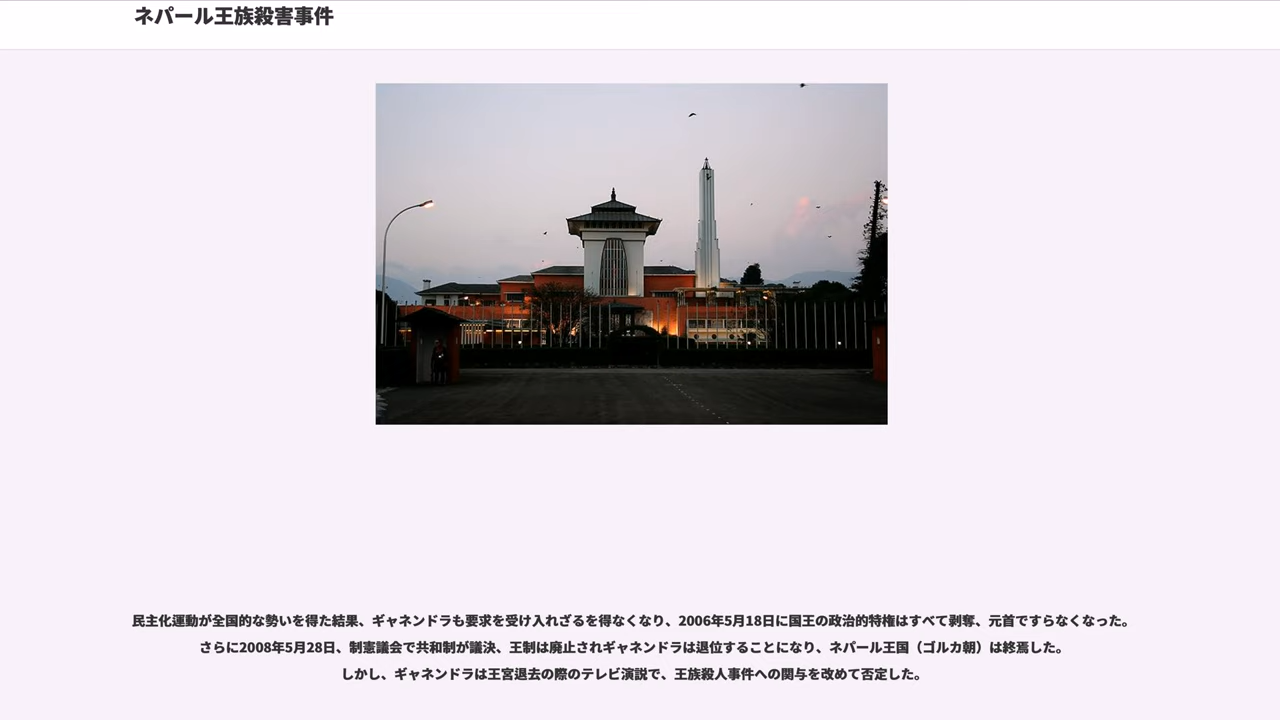 ネパール王族殺害事件
民主化運動が全国的な勢いを得た結果、ギャネンドラも要求を受け入れざるを得なくなり、2006年5月18日に国王の政治的特権はすべて剥奪、元首ですらなくなった。
さらに2008年5月28日、制憲議会で共和制が議決、王制は廃止されギャネンドラは退位することになり、ネパール王国（ゴルカ朝）は終焉した。
しかし、ギャネンドラは王宮退去の際のテレビ演説で、王族殺人事件への関与を改めて否定した。